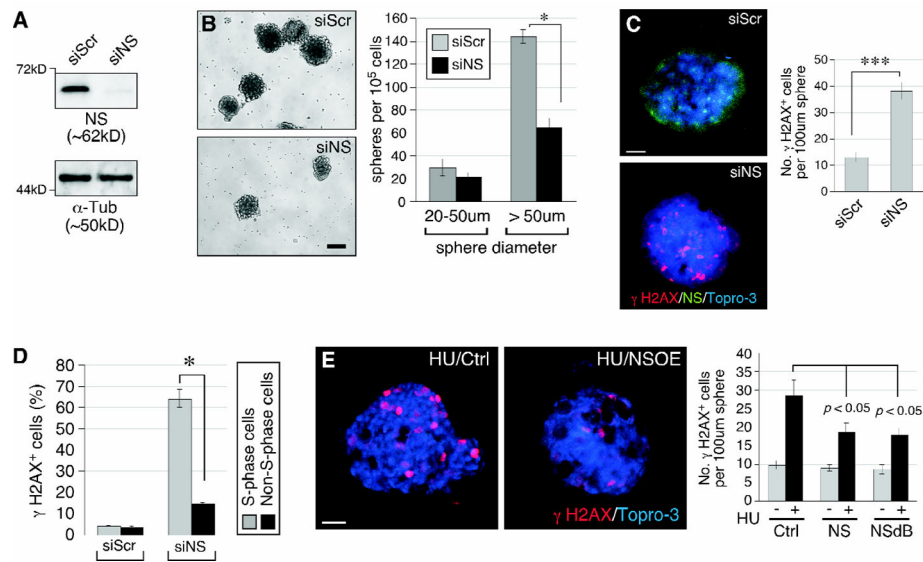 A
siScr
siNS
72kD
NS
(~62kD)
44kD
α-Tub
(~50kD)
B
siScr
siNS
spheres per 10⁵ cells
160
140
120
100
80
60
40
20
0
siScr
siNS
*
20-50um
> 50um
sphere diameter
C
siScr
siNS
γ H2AX/NS/Topro-3
No. γ H2AX⁺ cells
per 100um sphere
50
40
30
20
10
0
***
siScr
siNS
D
γ H2AX⁺ cells (%)
80
70
60
50
40
30
20
10
0
*
siScr
siNS
S-phase cells
Non-S-phase cells
E
HU/Ctrl
HU/NSOE
γ H2AX/Topro-3
No. γ H2AX⁺ cells
per 100um sphere
40
35
30
25
20
15
10
5
0
p < 0.05
p < 0.05
HU
- + - + - +
Ctrl
NS
NSdB